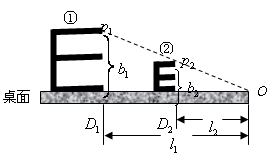 ① p₁
② p₂
b₁ b₂
桌面 O
D₁ D₂ l₂
l₁